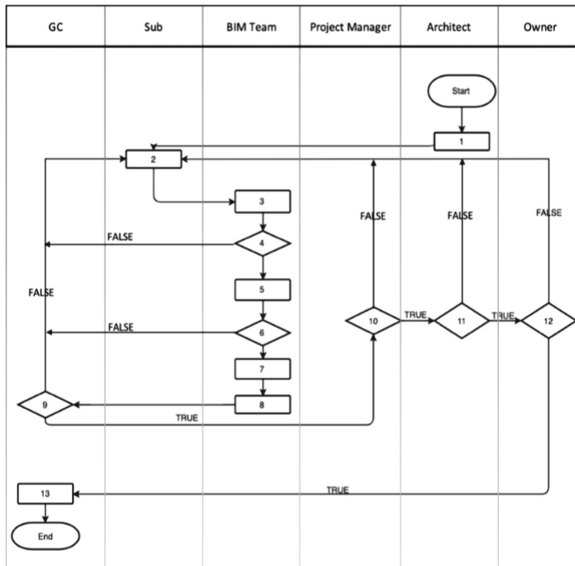 GC Sub BIM Team Project Manager Architect Owner
Start
1
2
3
FALSE FALSE FALSE
FALSE 4
5
FALSE
10 TRUE 11 TRUE 12
FALSE 6
7
9 8
TRUE
13 TRUE
End